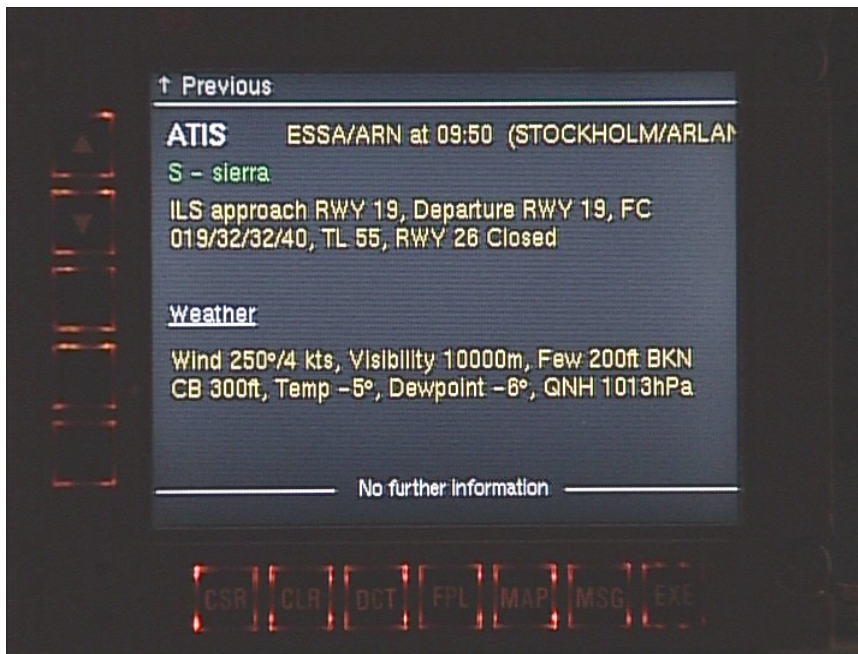 ↑ Previous
ATIS ESSA/ARN at 09:50 (STOCKHOLM/ARLAN
S - sierra
ILS approach RWY 19, Departure RWY 19, FC
019/32/32/40, TL 55, RWY 26 Closed
Weather
Wind 250°/4 kts, Visibility 10000m, Few 200ft BKN
CB 300ft, Temp -5°, Dewpoint -6°, QNH 1013hPa
No further information
CSR CLR DCT FPL MAP MSG EXE